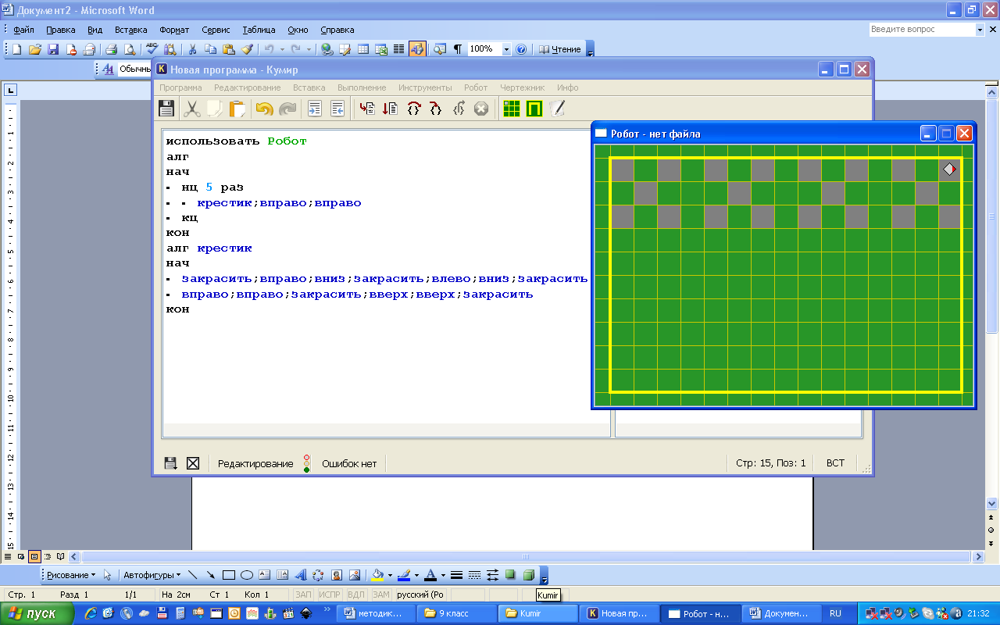 Документ2 - Microsoft Word
Файл Правка Вид Вставка Формат Сервис Таблица Окно Справка
Введите вопрос
100% Чтение
Обычны
Новая программа - Кумир
Программа Редактирование Вставка Выполнение Инструменты Робот Чертежник Инфо
Робот - нет файла
использовать Робот
алг
нач
нц 5 раз
крестик;вправо;вправо
кц
кон
алг крестик
нач
закрасить;вправо;вниз;закрасить;влево;вниз;закрасить
вправо;вправо;закрасить;вверх;вверх;закрасить
кон
Редактирование Ошибок нет Стр: 15, Поз: 1 ВСТ
Рисование Автофигуры
Стр. 1 Разд 1 1/1 На 2см Ст 1 Кол 1 ЗАП ИСПР ВДЛ ЗАМ русский (Ро
Kumir
пуск методик... 9 класс Kumir Новая пр... Робот - н... Докумен... RU 21:32